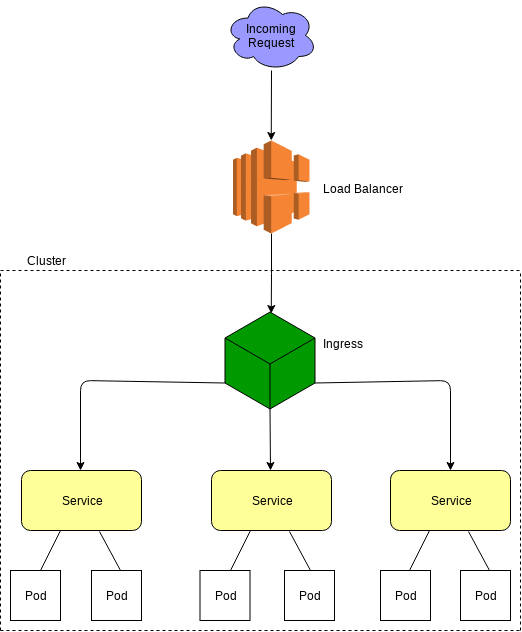 Incoming
Request
Load Balancer
Cluster
Ingress
Service
Service
Service
Pod
Pod
Pod
Pod
Pod
Pod